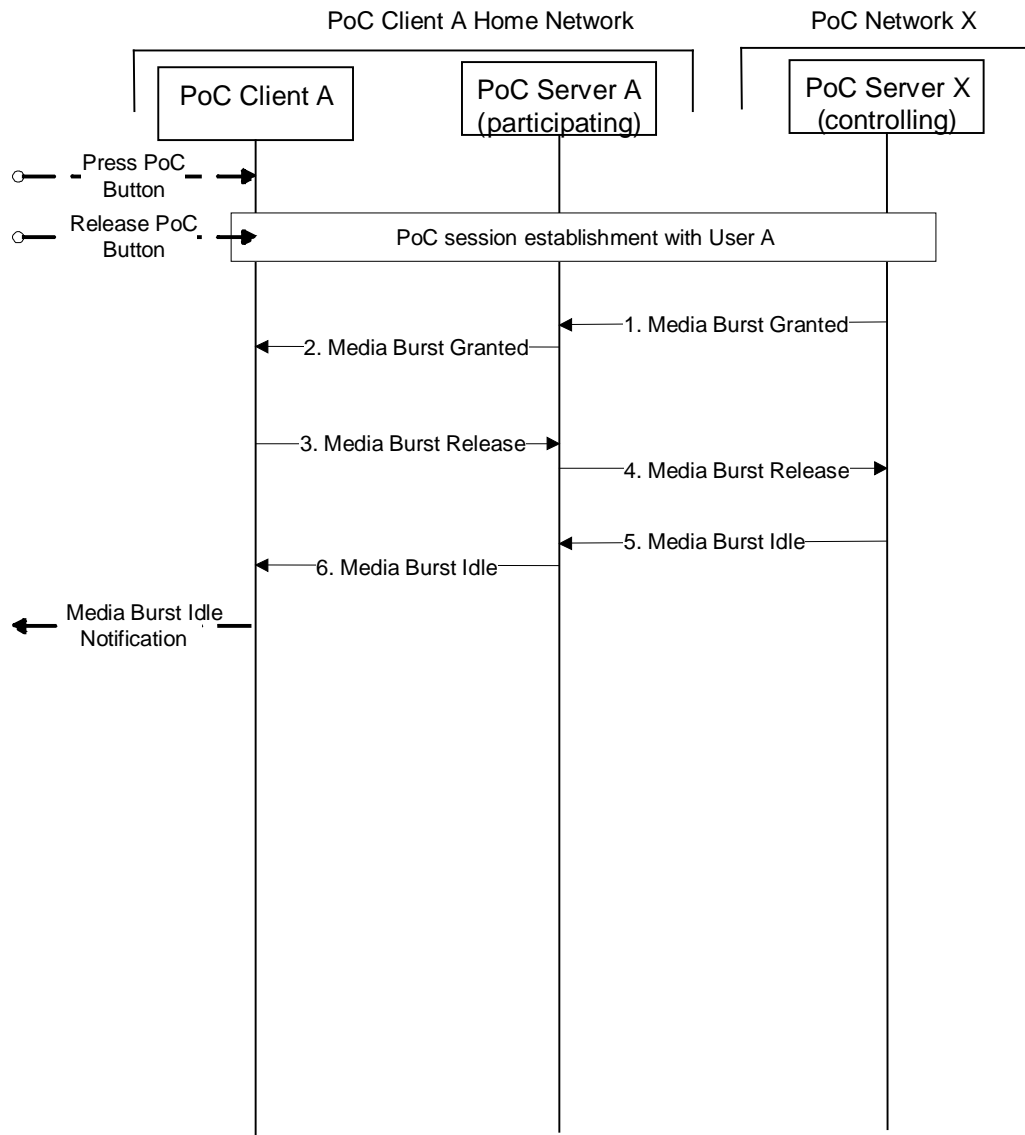 PoC Client A Home Network
PoC Network X
PoC Client A
PoC Server A
(participating)
PoC Server X
(controlling)
Press PoC
Button
Release PoC
Button
PoC session establishment with User A
1. Media Burst Granted
2. Media Burst Granted
3. Media Burst Release
4. Media Burst Release
5. Media Burst Idle
6. Media Burst Idle
Media Burst Idle
Notification